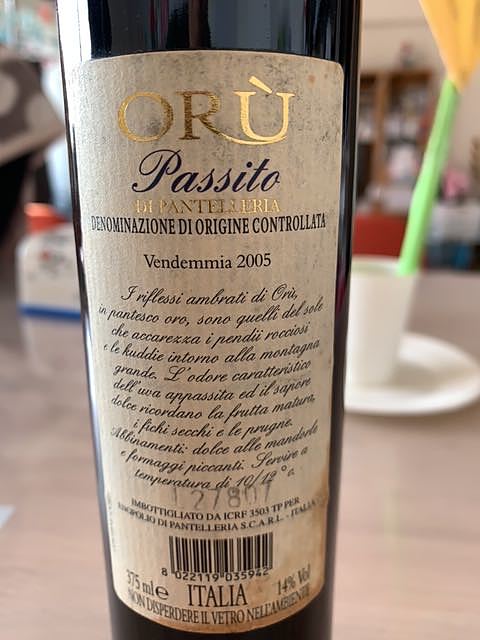 ORÙ
Passito
DI PANTELLERIA
DENOMINAZIONE DI ORIGINE CONTROLLATA
Vendemmia 2005
I riflessi ambrati di Orù,
in pantesco oro, sono quelli del sole
che accarezza i pendii rocciosi
e le kuddie intorno alla montagna
grande. L'odore caratteristico
dell'uva appassita ed il sapore
dolce ricordano la frutta matura,
i fichi secchi e le prugne.
Abbinamenti: dolce alle mandorle
e formaggi piccanti. Servire a
temperatura di 10/12 °c.
L27807
IMBOTTIGLIATO DA ICRF 3503 TP PER
ENOPOLIO DI PANTELLERIA S.C.A.R.L. - ITALIA
8 022119 035942
375 ml e ITALIA 14% Vol
NON DISPERDERE IL VETRO NELL'AMBIENTE